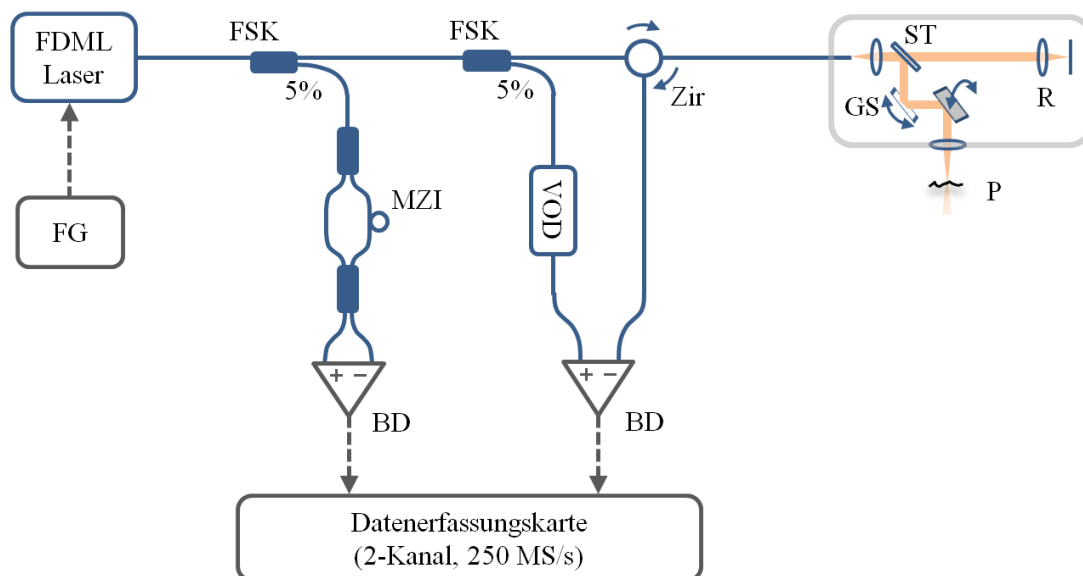 FDML
Laser
FSK
5%
FSK
5%
Zir
ST
GS
R
P
FG
MZI
VOD
+ −
BD
+ −
BD
Datenerfassungskarte
(2-Kanal, 250 MS/s)